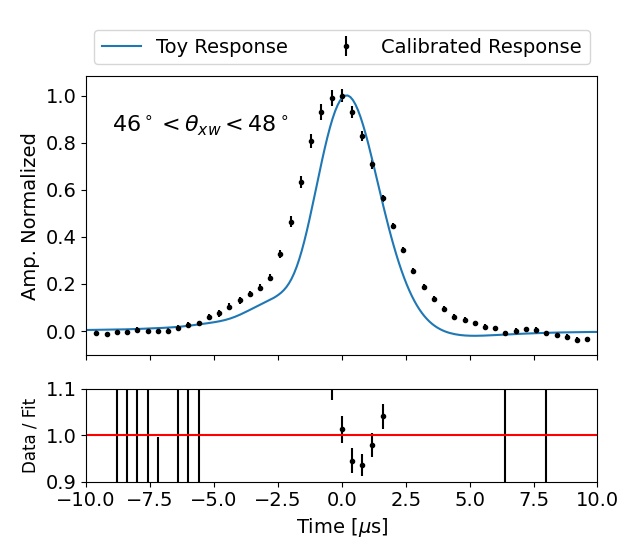 Toy Response Calibrated Response
46° < θxw < 48°
Amp. Normalized
1.0
0.8
0.6
0.4
0.2
0.0
Data / Fit
1.1
1.0
0.9
−10.0 −7.5 −5.0 −2.5 0.0 2.5 5.0 7.5 10.0
Time [μs]